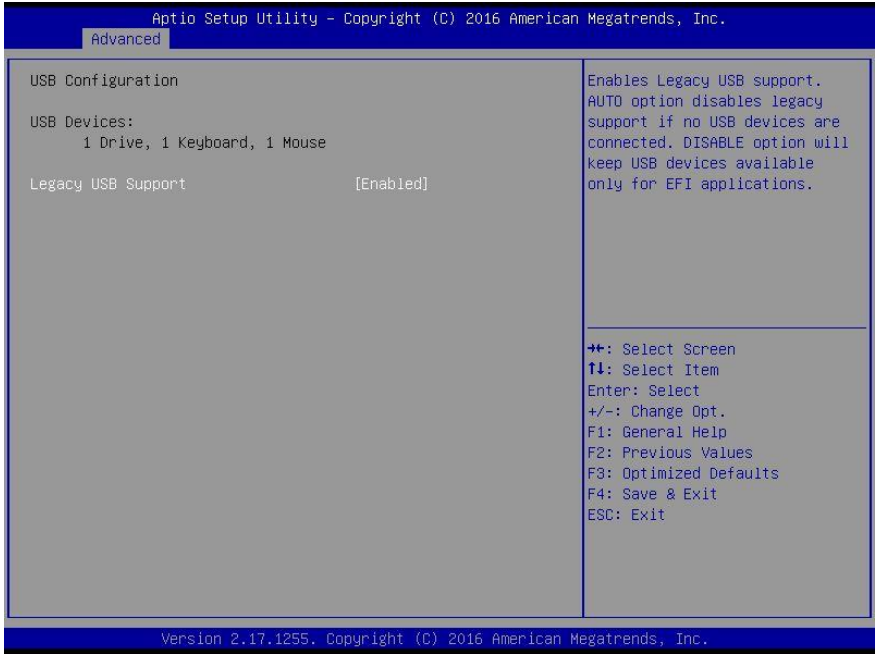 Aptio Setup Utility – Copyright (C) 2016 American Megatrends, Inc.
Advanced
USB Configuration
USB Devices:
1 Drive, 1 Keyboard, 1 Mouse
Legacy USB Support [Enabled]
Enables Legacy USB support.
AUTO option disables legacy
support if no USB devices are
connected. DISABLE option will
keep USB devices available
only for EFI applications.
→←: Select Screen
↑↓: Select Item
Enter: Select
+/-: Change Opt.
F1: General Help
F2: Previous Values
F3: Optimized Defaults
F4: Save & Exit
ESC: Exit
Version 2.17.1255. Copyright (C) 2016 American Megatrends, Inc.